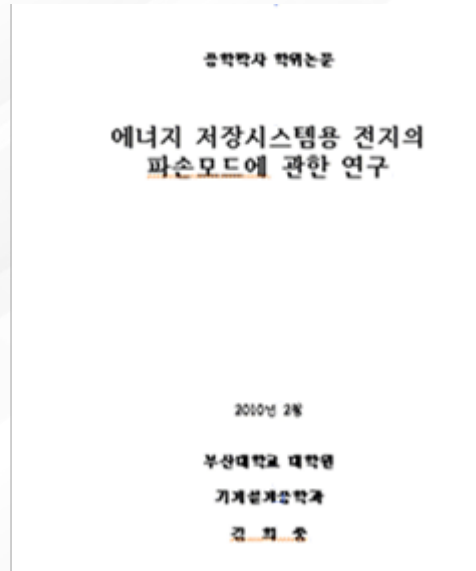 공학박사 학위논문
에너지 저장시스템용 전지의
파손모드에 관한 연구
2010년 2월
부산대학교 대학원
기계설계공학과
김 희